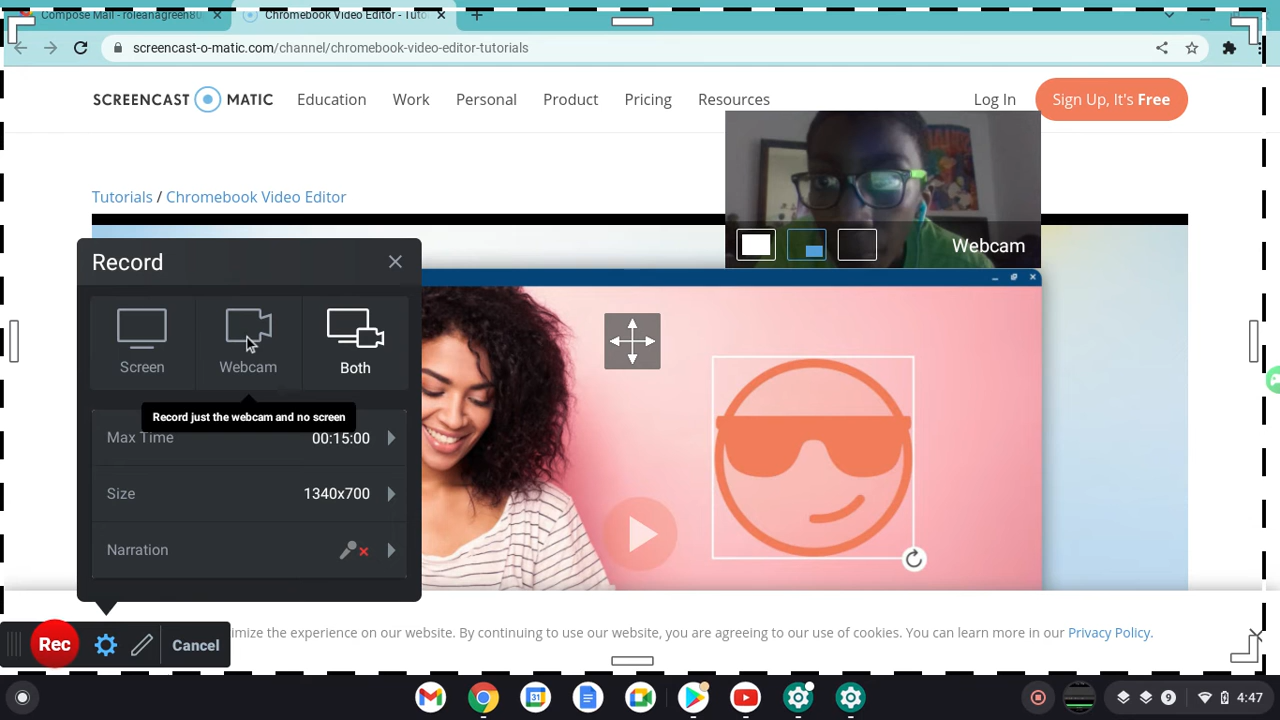 Compose Mail - roleanagreen80
Chromebook Video Editor - Tuto
screencast-o-matic.com/channel/chromebook-video-editor-tutorials
SCREENCAST MATIC Education Work Personal Product Pricing Resources Log In Sign Up, It's Free
Tutorials / Chromebook Video Editor
Webcam
Record
Screen Webcam Both
Record just the webcam and no screen
Max Time 00:15:00
Size 1340x700
Narration
Rec Cancel
imize the experience on our website. By continuing to use our website, you are agreeing to our use of cookies. You can learn more in our Privacy Policy.
31 9 4:47